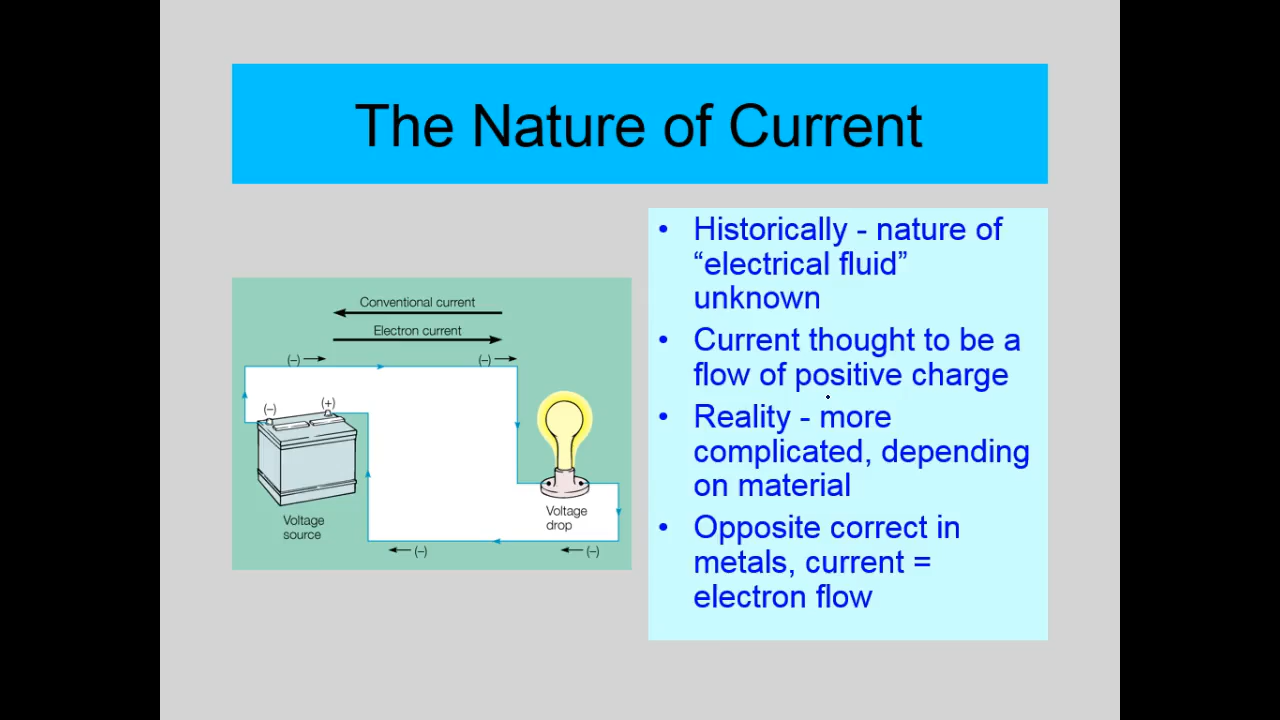 The Nature of Current
Conventional current
Electron current
(–)
(–)
(–)
(+)
Voltage
source
Voltage
drop
(–)
(–)
• Historically - nature of
“electrical fluid”
unknown
• Current thought to be a
flow of positive charge
• Reality - more
complicated, depending
on material
• Opposite correct in
metals, current =
electron flow